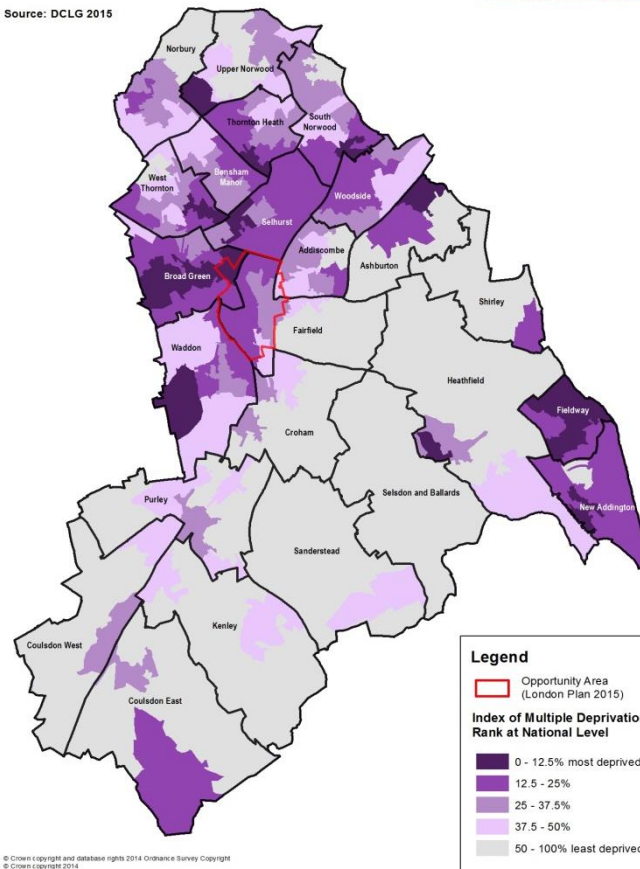 Source: DCLG 2015
Norbury
Upper Norwood
Thornton Heath
South
Norwood
West
Thornton
Bensham
Manor
Selhurst
Woodside
Addiscombe
Ashburton
Broad Green
Shirley
Fairfield
Waddon
Heathfield
Fieldway
Croham
Selsdon and Ballards
New Addington
Purley
Sanderstead
Kenley
Coulsdon West
Coulsdon East
Legend
Opportunity Area
(London Plan 2015)
Index of Multiple Deprivatio
Rank at National Level
0 - 12.5% most deprived
12.5 - 25%
25 - 37.5%
37.5 - 50%
50 - 100% least deprived
© Crown copyright and database rights 2014 Ordnance Survey Copyright
© Crown copyright 2014